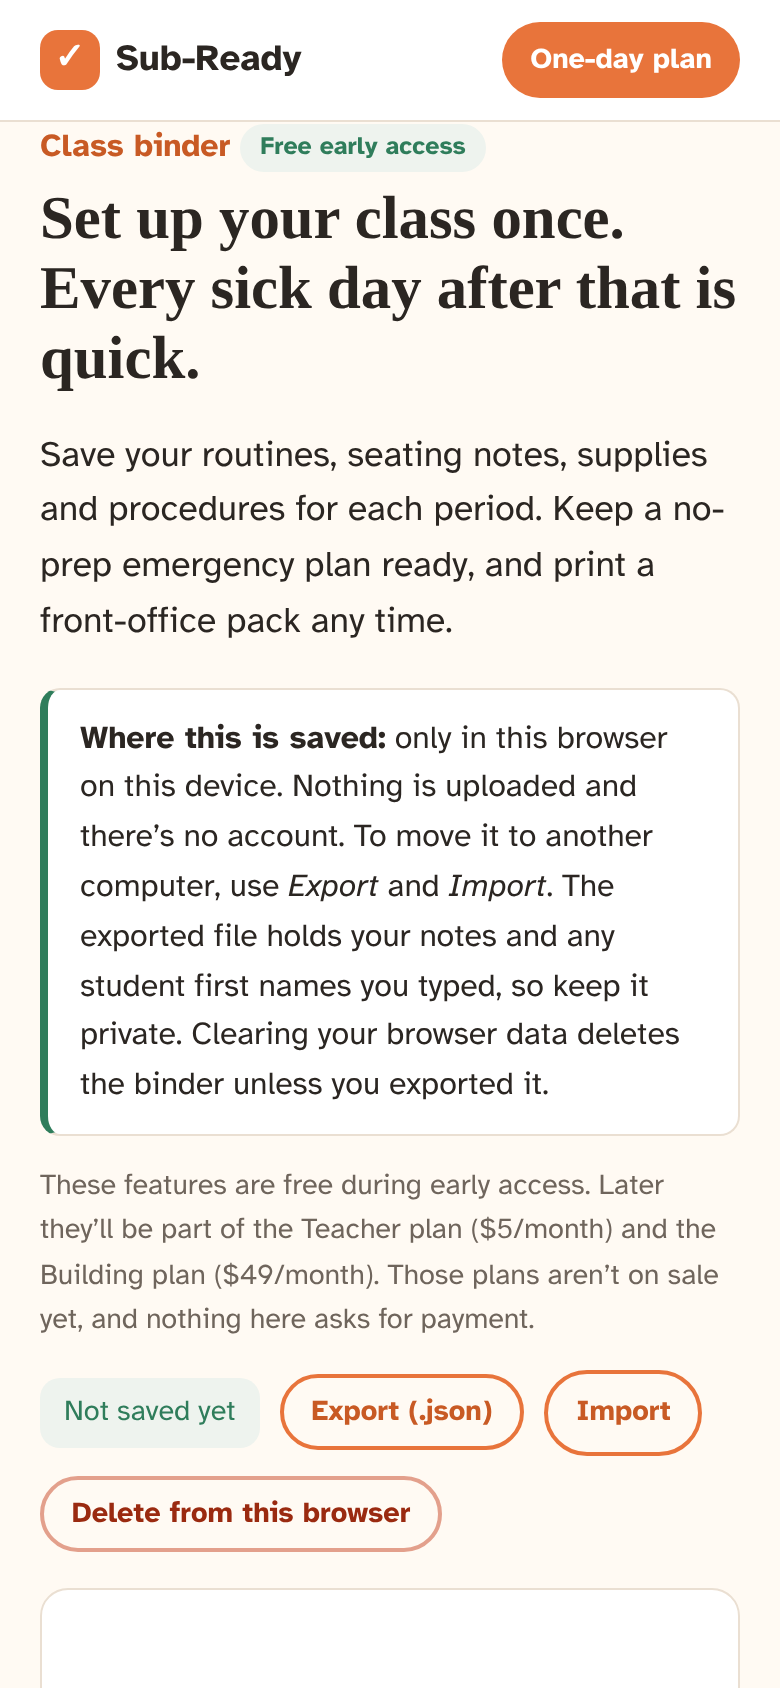 ✓ Sub-Ready
One-day plan
Class binder Free early access
Set up your class once.
Every sick day after that is
quick.
Save your routines, seating notes, supplies
and procedures for each period. Keep a no-
prep emergency plan ready, and print a
front-office pack any time.
Where this is saved: only in this browser
on this device. Nothing is uploaded and
there’s no account. To move it to another
computer, use Export and Import. The
exported file holds your notes and any
student first names you typed, so keep it
private. Clearing your browser data deletes
the binder unless you exported it.
These features are free during early access. Later
they’ll be part of the Teacher plan ($5/month) and the
Building plan ($49/month). Those plans aren’t on sale
yet, and nothing here asks for payment.
Not saved yet
Export (.json)
Import
Delete from this browser